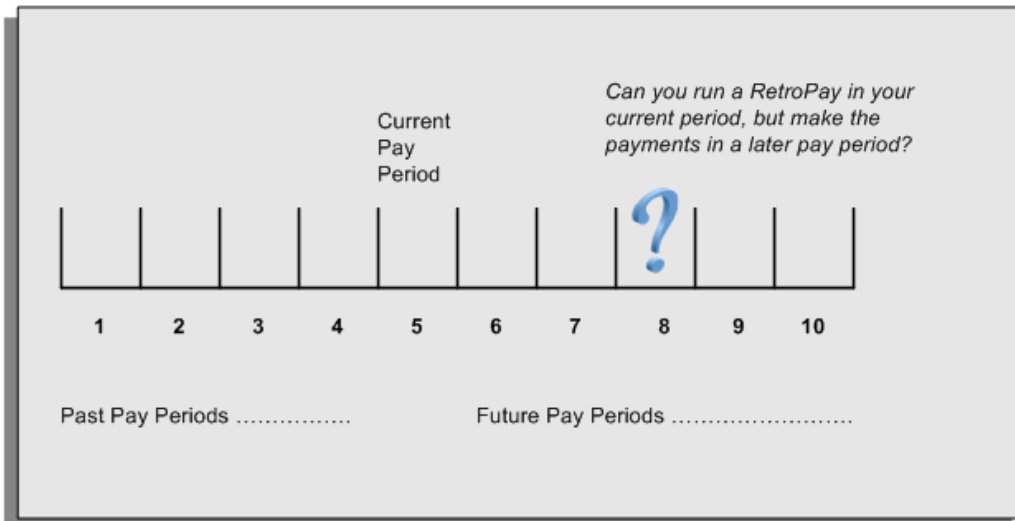 Can you run a RetroPay in your
current period, but make the
payments in a later pay period?
Current
Pay
Period
?
1 2 3 4 5 6 7 8 9 10
Past Pay Periods ................
Future Pay Periods .........................